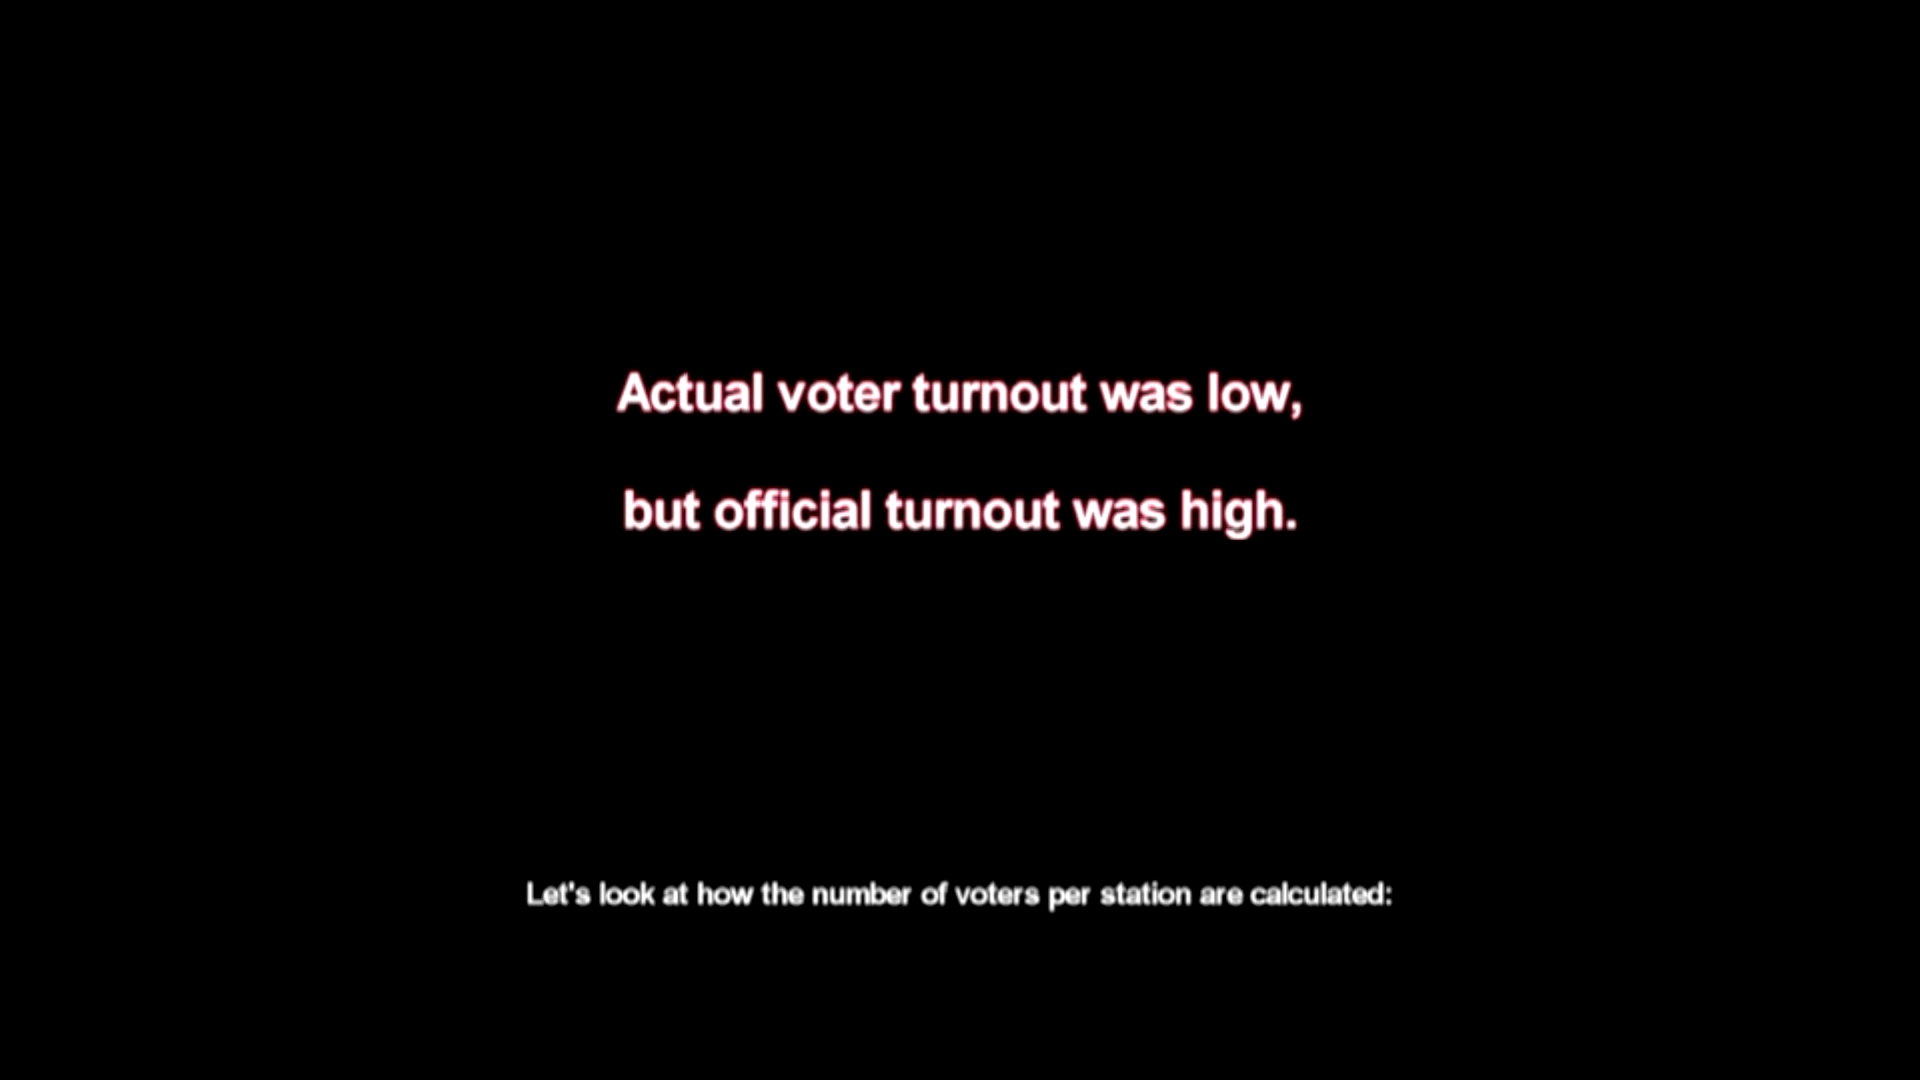 Actual voter turnout was low,
but official turnout was high.
Let's look at how the number of voters per station are calculated: